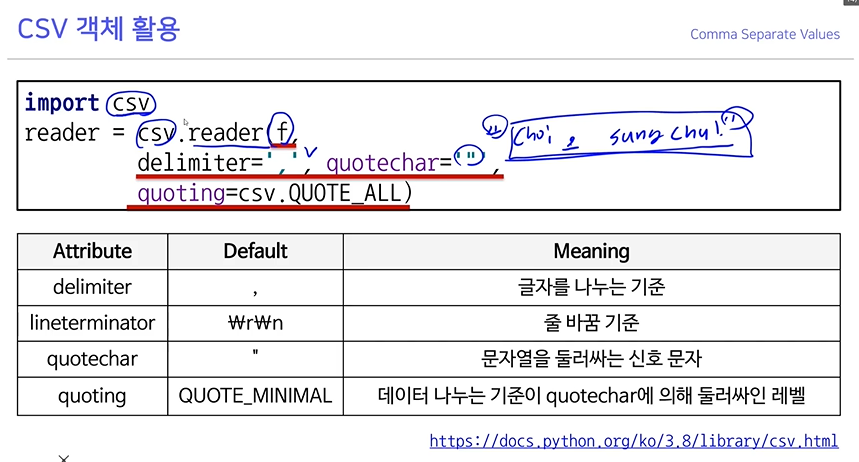 CSV 객체 활용
Comma Separate Values
import csv
reader = csv.reader(f,
delimiter=',', quotechar='"',
quoting=csv.QUOTE_ALL)
" Choi, sungchul "
Attribute Default Meaning
delimiter , 글자를 나누는 기준
lineterminator ₩r₩n 줄 바꿈 기준
quotechar " 문자열을 둘러싸는 신호 문자
quoting QUOTE_MINIMAL 데이터 나누는 기준이 quotechar에 의해 둘러싸인 레벨
https://docs.python.org/ko/3.8/library/csv.html